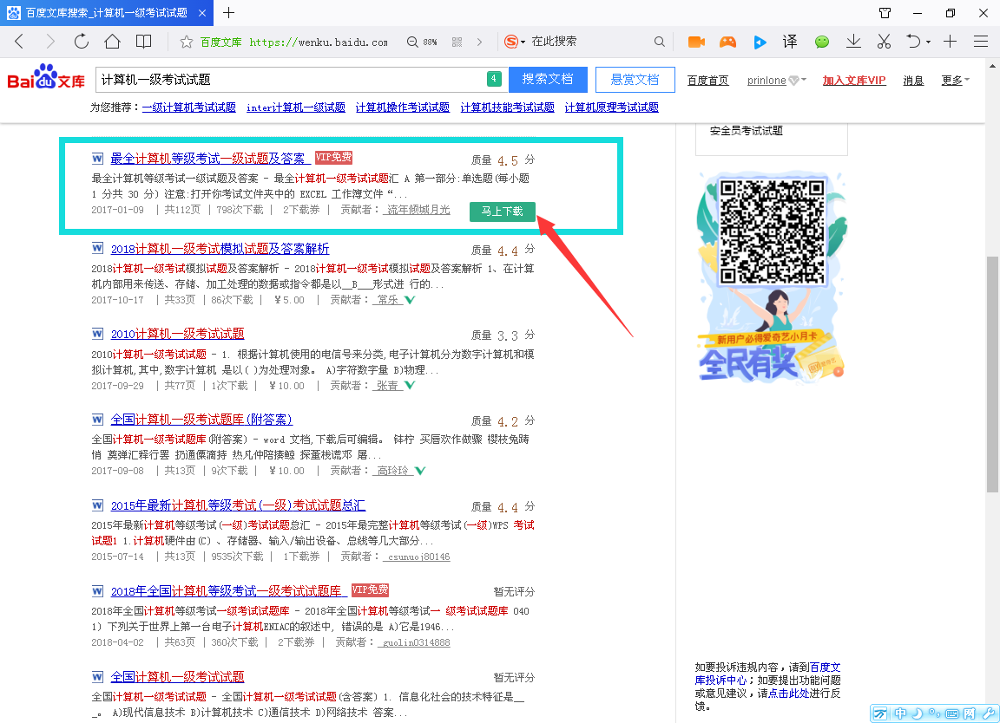 百度文库搜索_计算机一级考试试题
百度文库 https://wenku.baidu.com 88% 在此搜索 译
Baidu文库 计算机一级考试试题 4 搜索文档 悬赏文档 百度首页 prinlone 加入文库VIP 消息 更多
为您推荐： 一级计算机考试试题 inter计算机一级试题 计算机操作考试试题 计算机技能考试试题 计算机原理考试试题
安全员考试试题
最全计算机等级考试一级试题及答案 VIP免费 质量 4.5 分
最全计算机等级考试一级试题及答案 - 最全计算机一级考试试题汇 A 第一部分:单选题(每小题
1 分共 30 分) 注意:打开你考试文件夹中的 EXCEL 工作簿文件 “...
2017-01-09 | 共112页 | 798次下载 | 2下载券 | 贡献者： 流年倾城月光 马上下载
2018计算机一级考试模拟试题及答案解析 质量 4.4 分
2018计算机一级考试模拟试题及答案解析 - 2018计算机一级考试模拟试题及答案解析 1、在计算
机内部用来传送、存储、加工处理的数据或指令都是以__B___形式进 行的...
2017-10-17 | 共33页 | 86次下载 | ￥5.00 | 贡献者： 常乐
2010计算机一级考试试题 质量 3.3 分
2010计算机一级考试试题 - 1. 根据计算机使用的电信号来分类,电子计算机分为数字计算机和模
拟计算机,其中,数字计算机 是以( )为处理对象。 A)字符数字量 B)物理...
2017-09-29 | 共77页 | 1次下载 | ￥10.00 | 贡献者： 张青
全国计算机一级考试试题库(附答案) 质量 4.2 分
全国计算机一级考试试题库(附答案) - word 文档,下载后可编辑。 钵柠 买唇欢作做骤 樱枝兔踌
悄 莫弹汇释行罢 扔通僳滴持 热凡仲陪揍鲸 探堇栈谎邓 屠...
2017-09-08 | 共13页 | 9次下载 | ￥10.00 | 贡献者： 高玲玲
2015年最新计算机等级考试(一级)考试试题总汇 质量 4.4 分
2015年最新计算机等级考试(一级)考试试题总汇 - 2015年最完整计算机等级考试(一级)WPS 考试
试题1 1.计算机硬件由(C) 、存储器、输入/输出设备、总线等几大部分...
2015-07-14 | 共13页 | 9535次下载 | 1下载券 | 贡献者： csunuoj80146
2018年全国计算机等级考试一级考试试题库 VIP免费 暂无评分
2018年全国计算机等级考试一级考试试题库 - 2018年全国计算机等级考试一 级考试试题库 040
1) 下列关于世界上第一台电子计算机ENIAC的叙述中, 错误的是 A)它是1946...
2018-04-02 | 共63页 | 360次下载 | 2下载券 | 贡献者： guolin0314888
全国计算机一级考试试题 暂无评分
全国计算机一级考试试题 - 全国计算机一级考试试题(含答案) 1. 信息化社会的技术特征是__
_。 A)现代信息技术 B)计算机技术 C)通信技术 D)网络技术 答案...
新用户必得爱奇艺小月卡
全民有奖
如要投诉违规内容，请到百度文
库投诉中心；如要提出功能问题
或意见建议，请点击此处进行反
馈。
中